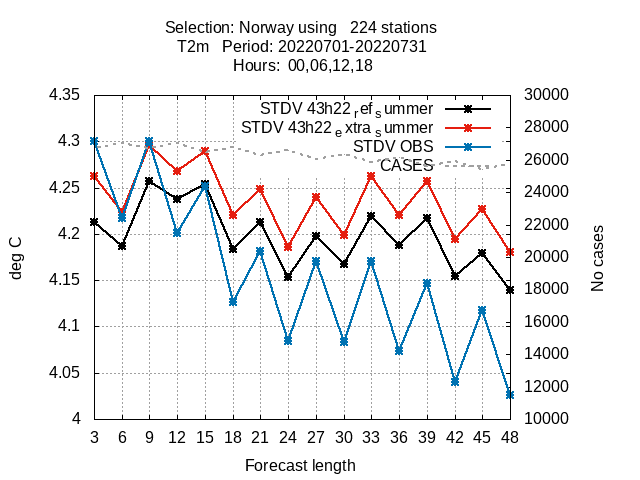 Selection: Norway using   224 stations
T2m   Period: 20220701-20220731
Hours:  00,06,12,18
4.35
4.3
4.25
4.2
4.15
4.1
4.05
4
30000
28000
26000
24000
22000
20000
18000
16000
14000
12000
10000
deg C
No cases
STDV 43h22refsummer
STDV 43h22extrasummer
STDV OBS
CASES
3 6 9 12 15 18 21 24 27 30 33 36 39 42 45 48
Forecast length